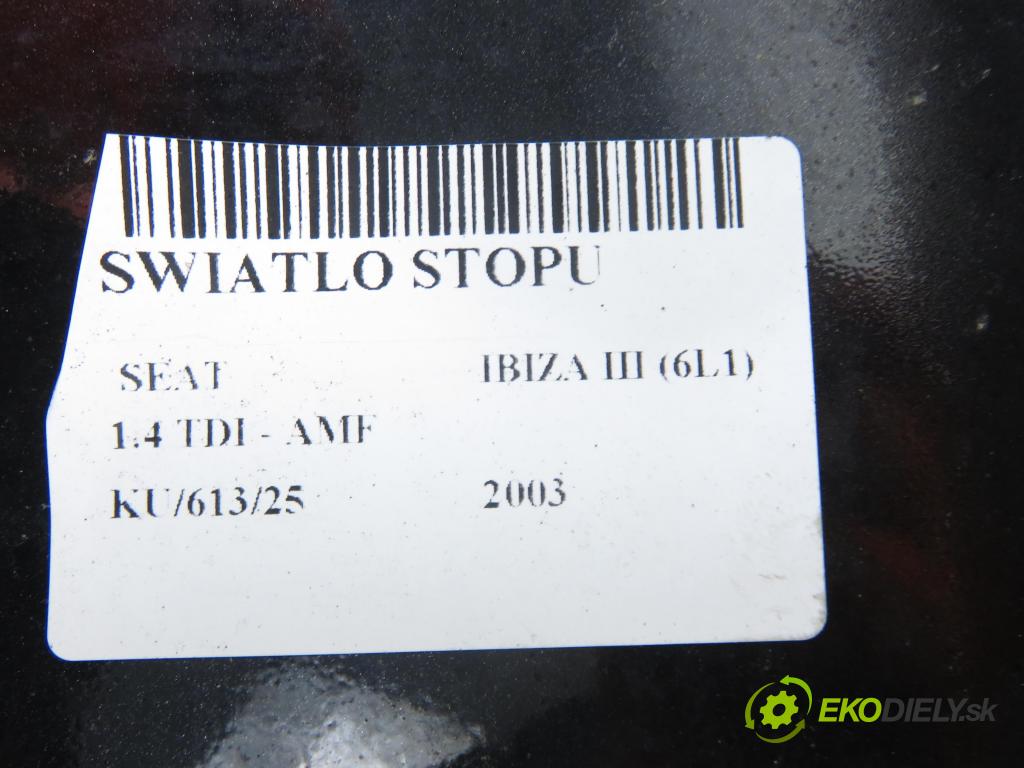 SWIATLO STOPU
SEAT IBIZA III (6L1)
1.4 TDI - AMF
KU/613/25 2003
EKODIELY.sk